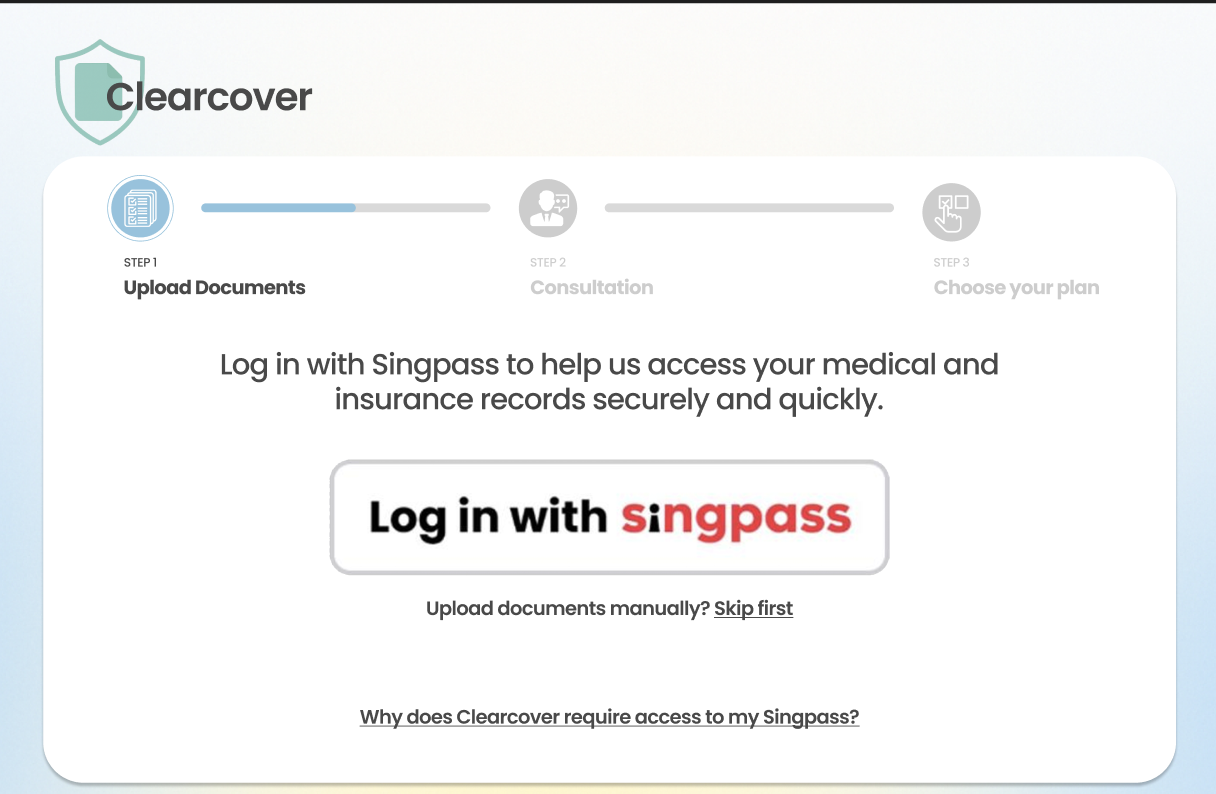 Clearcover
STEP 1
Upload Documents
STEP 2
Consultation
STEP 3
Choose your plan
Log in with Singpass to help us access your medical and
insurance records securely and quickly.
Log in with singpass
Upload documents manually? Skip first
Why does Clearcover require access to my Singpass?